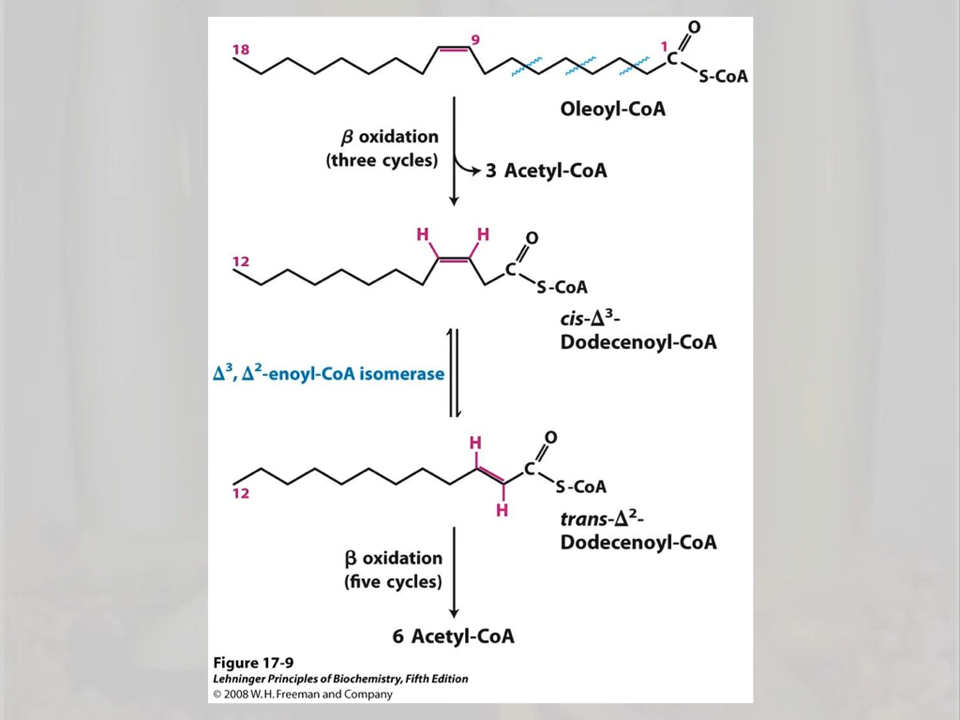 18
9
1
O
C
S-CoA
Oleoyl-CoA
β oxidation
(three cycles)
3 Acetyl-CoA
H
H
O
12
C
S-CoA
cis-Δ³-
Dodecenoyl-CoA
Δ³, Δ²-enoyl-CoA isomerase
H
O
C
12
S-CoA
H
trans-Δ²-
Dodecenoyl-CoA
β oxidation
(five cycles)
6 Acetyl-CoA
Figure 17-9
Lehninger Principles of Biochemistry, Fifth Edition
© 2008 W. H. Freeman and Company